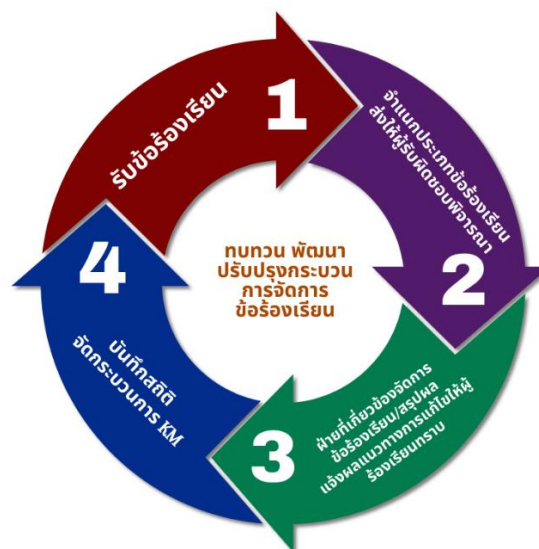 1
รับข้อร้องเรียน
2
จำแนกประเภทข้อร้องเรียน
ส่งให้ผู้รับผิดชอบพิจารณา
3
ฝ่ายที่เกี่ยวข้องจัดการ
ข้อร้องเรียน/สรุปผล
แจ้งผลแนวทางการแก้ไขให้ผู้
ร้องเรียนทราบ
4
บันทึกสถิติ
จัดกระบวนการ KM
ทบทวน พัฒนา
ปรับปรุงกระบวน
การจัดการ
ข้อร้องเรียน